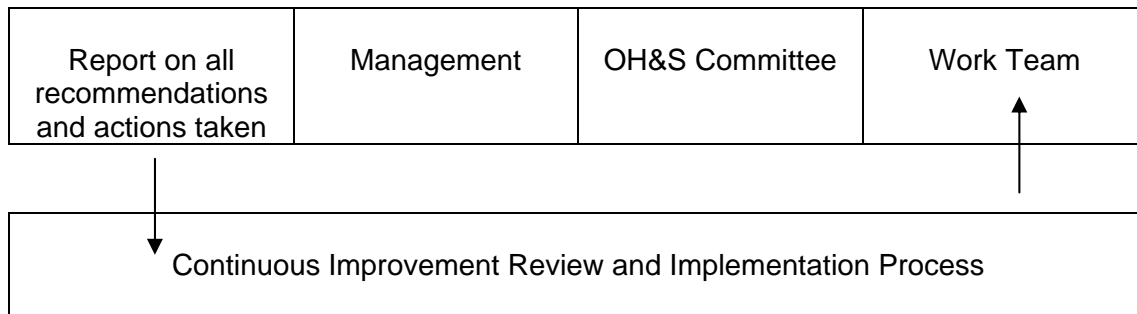 Report on all
recommendations
and actions taken
Management
OH&S Committee
Work Team
Continuous Improvement Review and Implementation Process